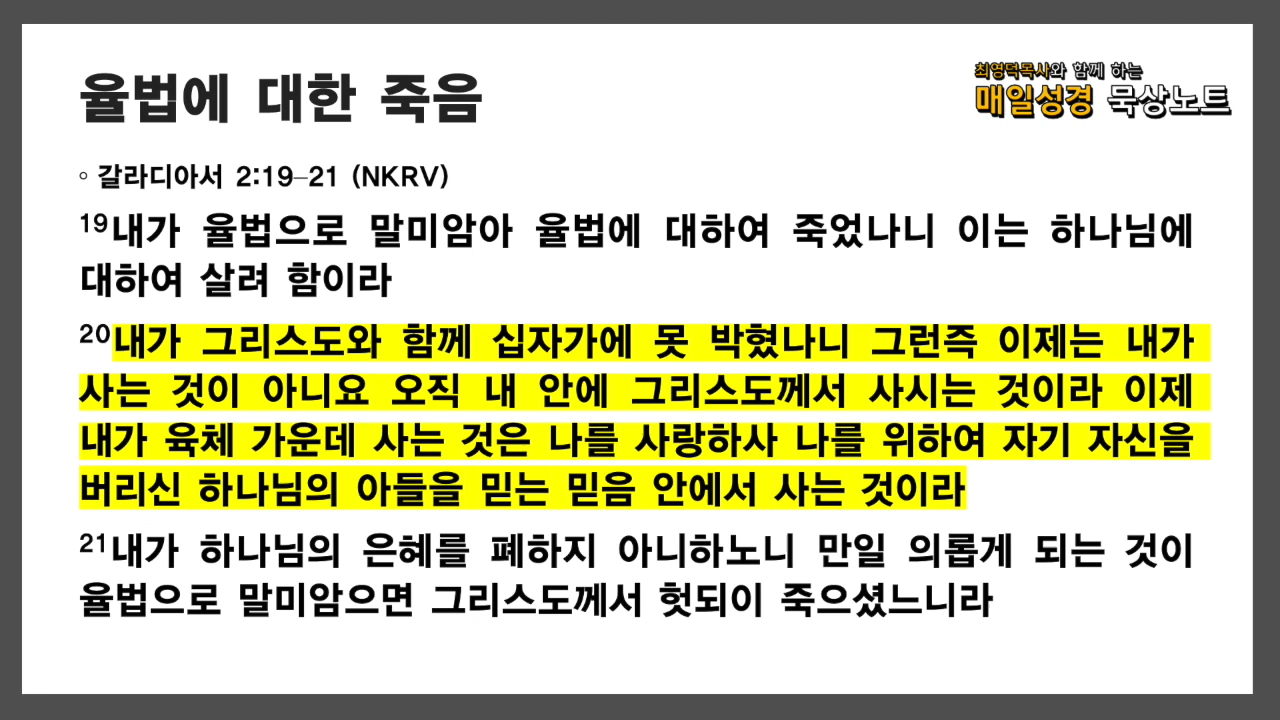 율법에 대한 죽음
최영덕목사와 함께 하는
매일성경 묵상노트
◦ 갈라디아서 2:19–21 (NKRV)
19내가 율법으로 말미암아 율법에 대하여 죽었나니 이는 하나님에
대하여 살려 함이라
20내가 그리스도와 함께 십자가에 못 박혔나니 그런즉 이제는 내가
사는 것이 아니요 오직 내 안에 그리스도께서 사시는 것이라 이제
내가 육체 가운데 사는 것은 나를 사랑하사 나를 위하여 자기 자신을
버리신 하나님의 아들을 믿는 믿음 안에서 사는 것이라
21내가 하나님의 은혜를 폐하지 아니하노니 만일 의롭게 되는 것이
율법으로 말미암으면 그리스도께서 헛되이 죽으셨느니라